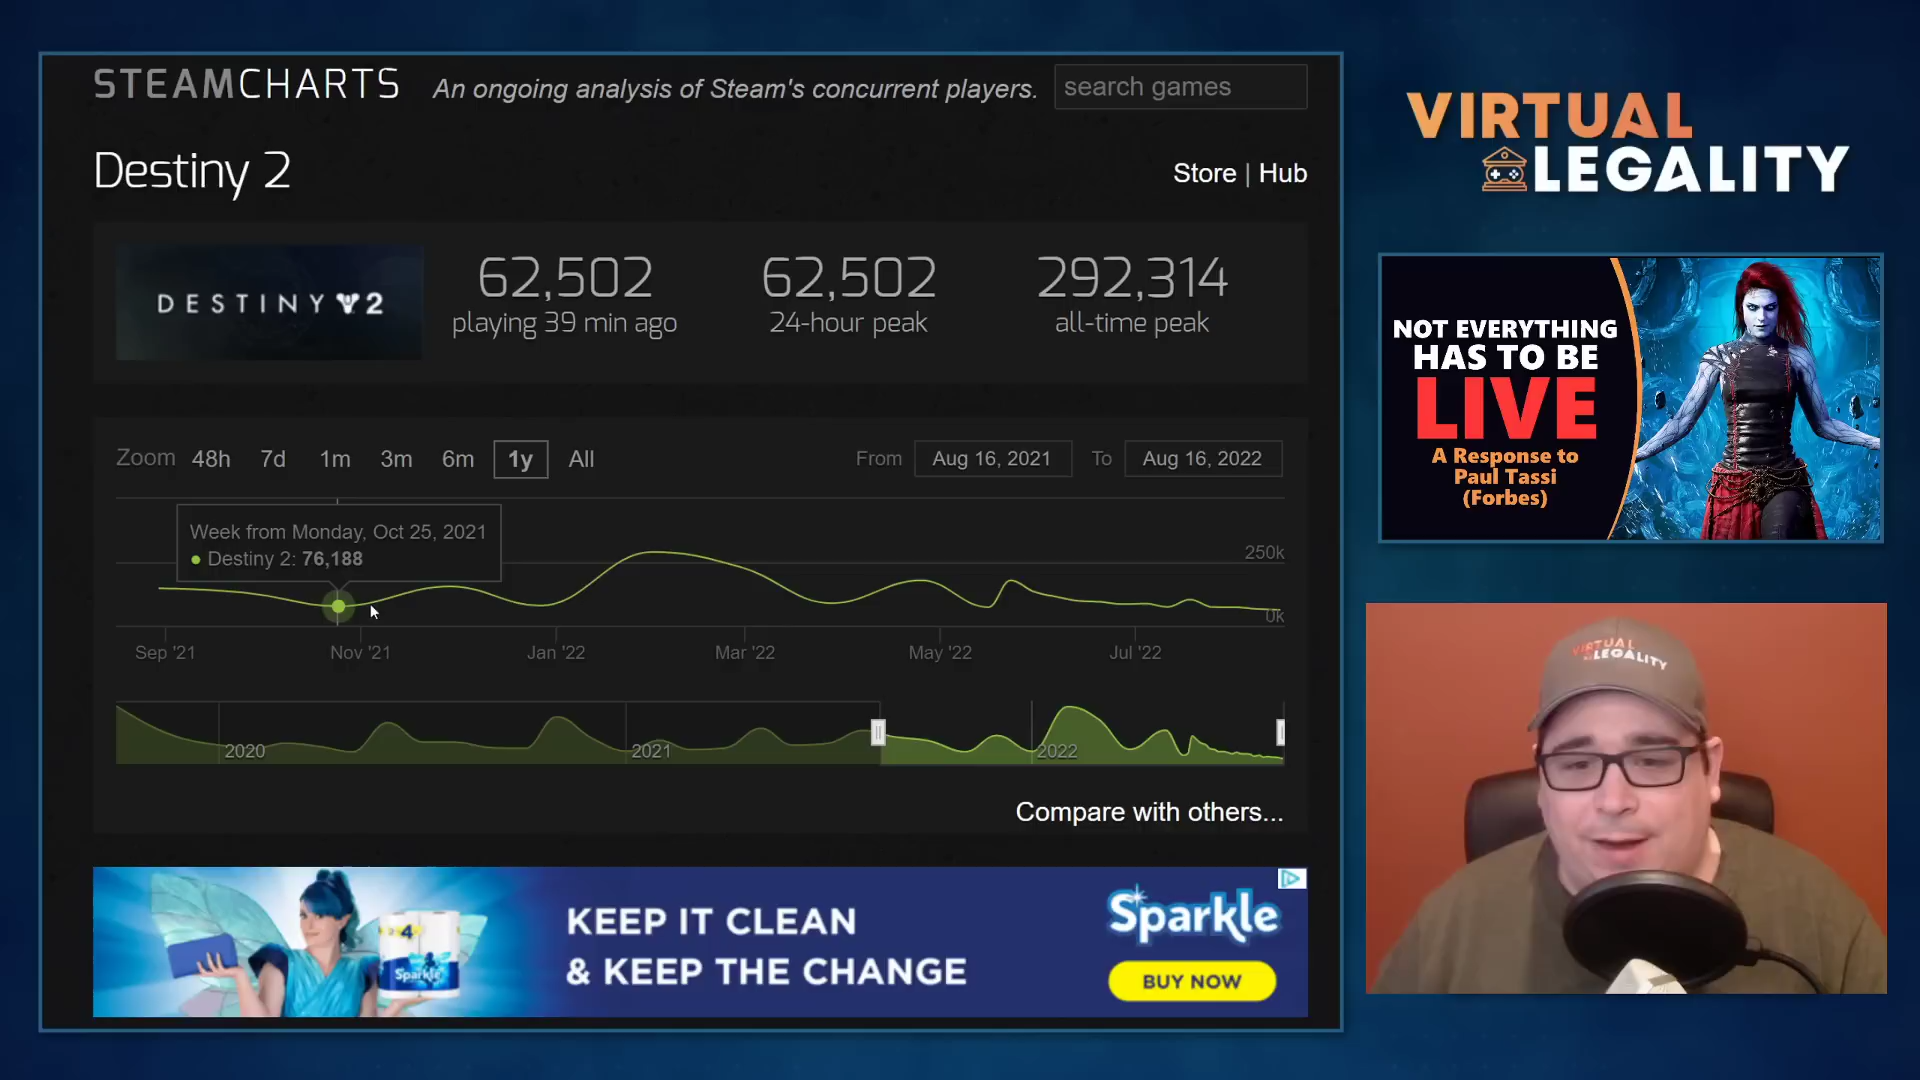 STEAMCHARTS
An ongoing analysis of Steam's concurrent players.
search games
Destiny 2
Store | Hub
DESTINY 2
62,502
playing 39 min ago
62,502
24-hour peak
292,314
all-time peak
Zoom 48h 7d 1m 3m 6m 1y All
From Aug 16, 2021 To Aug 16, 2022
Week from Monday, Oct 25, 2021
Destiny 2: 76,188
250k
0k
Sep '21 Nov '21 Jan '22 Mar '22 May '22 Jul '22
2020 2021 2022
Compare with others...
Sparkle
KEEP IT CLEAN
& KEEP THE CHANGE
Sparkle
BUY NOW
VIRTUAL
LEGALITY
NOT EVERYTHING
HAS TO BE
LIVE
A Response to
Paul Tassi
(Forbes)
VIRTUAL
LEGALITY